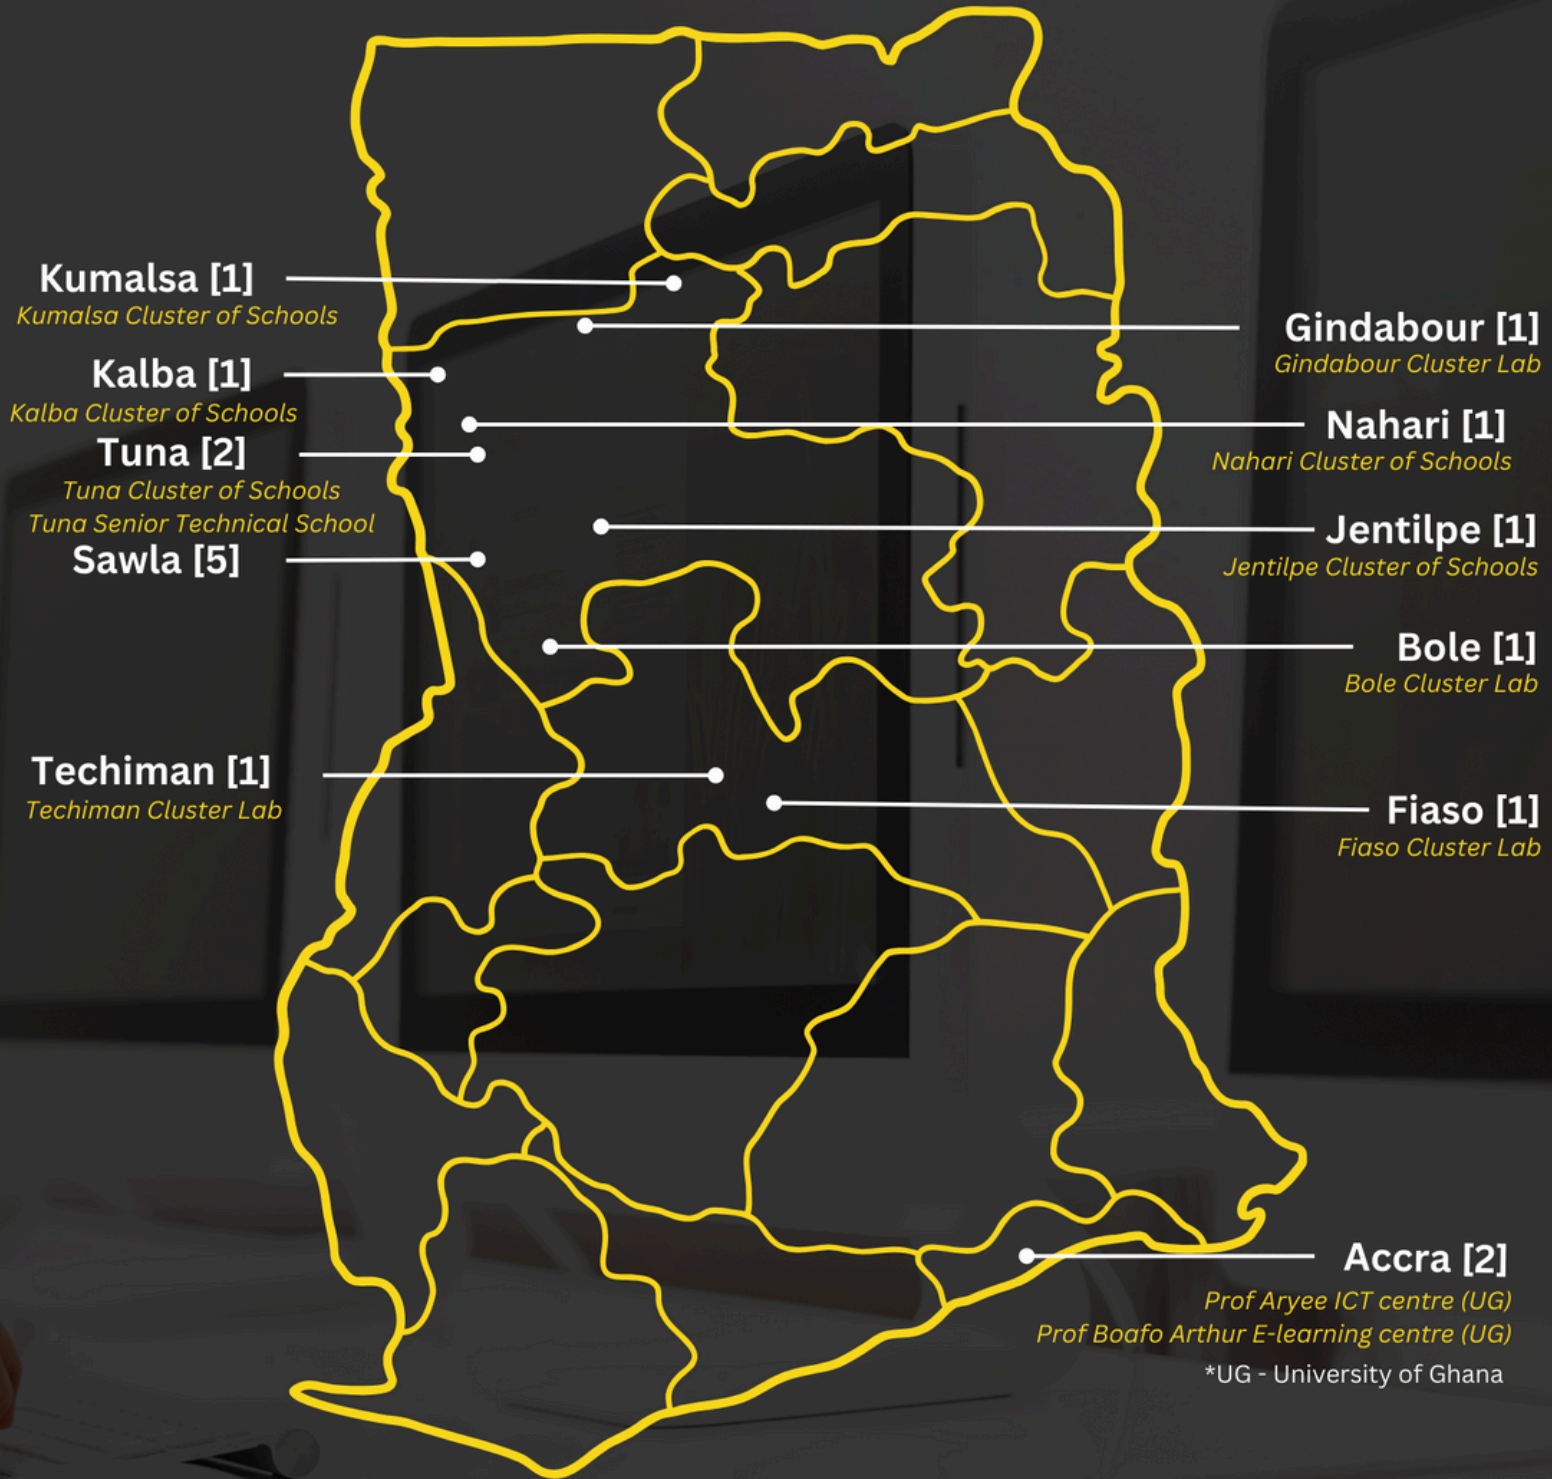 Kumalsa [1]
Kumalsa Cluster of Schools
Kalba [1]
Kalba Cluster of Schools
Tuna [2]
Tuna Cluster of Schools
Tuna Senior Technical School
Sawla [5]
Techiman [1]
Techiman Cluster Lab
Gindabour [1]
Gindabour Cluster Lab
Nahari [1]
Nahari Cluster of Schools
Jentilpe [1]
Jentilpe Cluster of Schools
Bole [1]
Bole Cluster Lab
Fiaso [1]
Fiaso Cluster Lab
Accra [2]
Prof Aryee ICT centre (UG)
Prof Boafo Arthur E-learning centre (UG)
*UG - University of Ghana